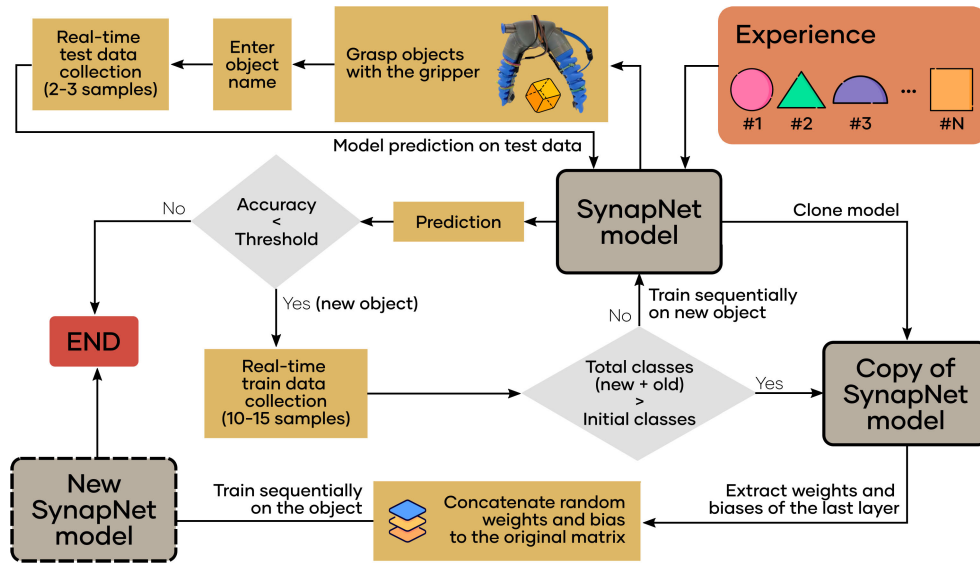 Real-time
test data
collection
(2-3 samples)
Enter
object
name
Grasp objects
with the gripper
Experience
#1
#2
#3
...
#N
Model prediction on test data
No
Accuracy
<
Threshold
Prediction
SynapNet
model
Clone model
Yes (new object)
Train sequentially
on new object
No
END
Real-time
train data
collection
(10-15 samples)
Total classes
(new + old)
>
Initial classes
Yes
Copy of
SynapNet
model
New
SynapNet
model
Train sequentially
on the object
Concatenate random
weights and bias
to the original matrix
Extract weights and
biases of the last layer